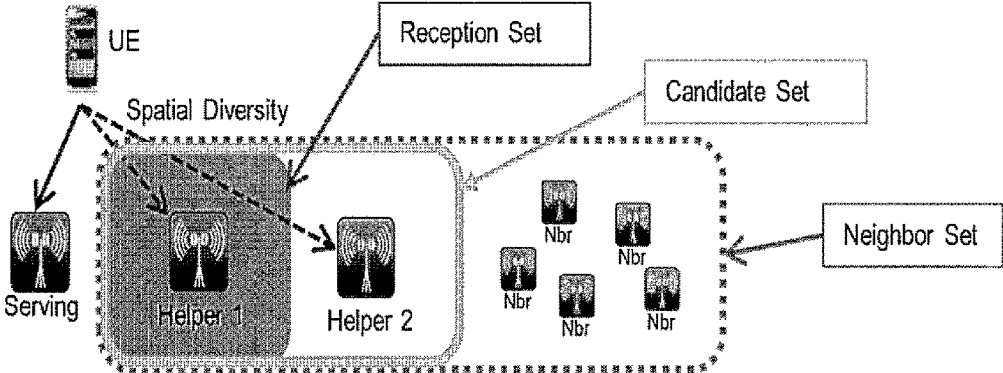 UE
Reception Set
Candidate Set
Spatial Diversity
Neighbor Set
Serving
Helper 1
Helper 2
Nbr
Nbr
Nbr
Nbr
Nbr